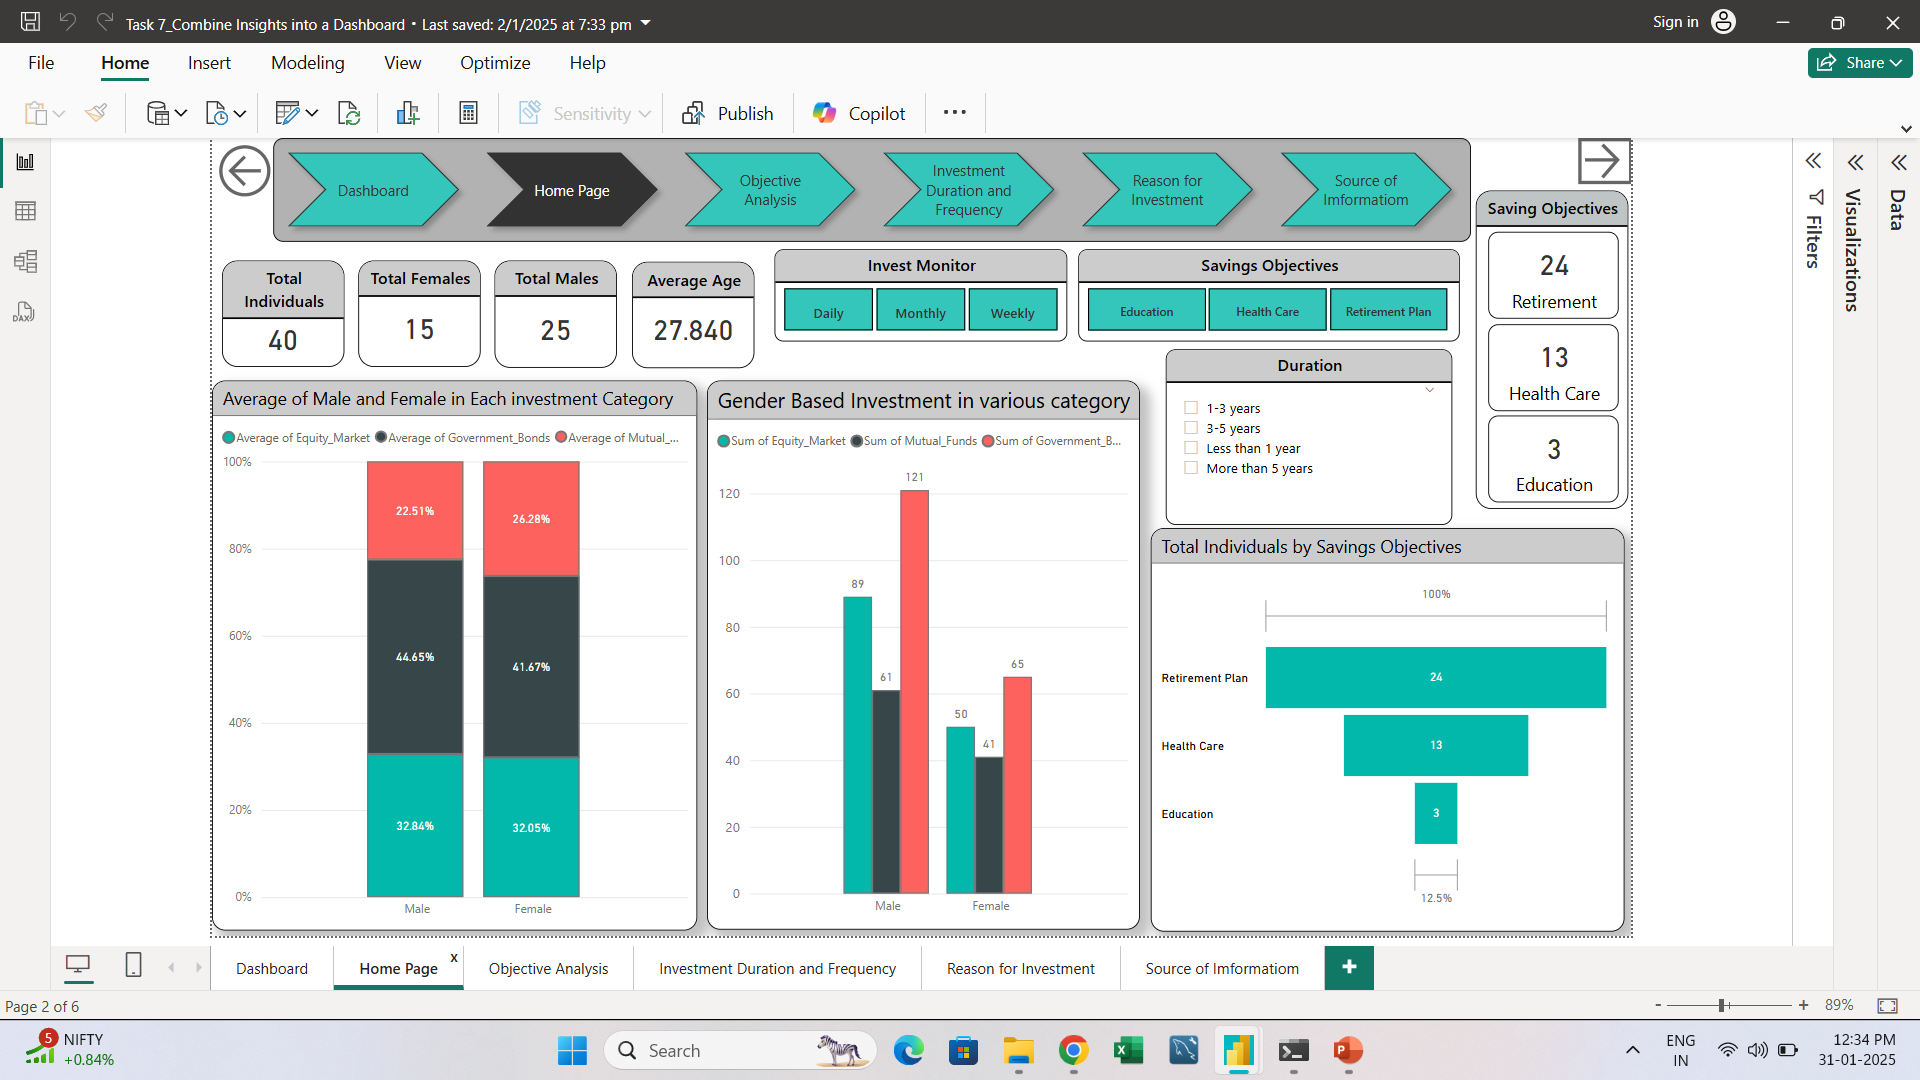 Task 7_Combine Insights into a Dashboard • Last saved: 2/1/2025 at 7:33 pm
Sign in
File
Home
Insert
Modeling
View
Optimize
Help
Share
Sensitivity
Publish
Copilot
Dashboard
Home Page
Objective
Analysis
Investment
Duration and
Frequency
Reason for
Investment
Source of
Imformatiom
Saving Objectives
24
Retirement
13
Health Care
3
Education
Filters
Visualizations
Data
DAX
Total
Individuals
40
Total Females
15
Total Males
25
Average Age
27.840
Invest Monitor
Daily
Monthly
Weekly
Savings Objectives
Education
Health Care
Retirement Plan
Duration
1-3 years
3-5 years
Less than 1 year
More than 5 years
Average of Male and Female in Each investment Category
Average of Equity_Market
Average of Government_Bonds
Average of Mutual_...
100%
80%
60%
40%
20%
0%
22.51%
26.28%
44.65%
41.67%
32.84%
32.05%
Male
Female
Gender Based Investment in various category
Sum of Equity_Market
Sum of Mutual_Funds
Sum of Government_B...
120
100
80
60
40
20
0
89
61
121
50
41
65
Male
Female
Total Individuals by Savings Objectives
100%
Retirement Plan
24
Health Care
13
Education
3
12.5%
Dashboard
Home Page
x
Objective Analysis
Investment Duration and Frequency
Reason for Investment
Source of Imformatiom
+
Page 2 of 6
- + 89%
5
NIFTY
+0.84%
Search
ENG
IN
12:34 PM
31-01-2025